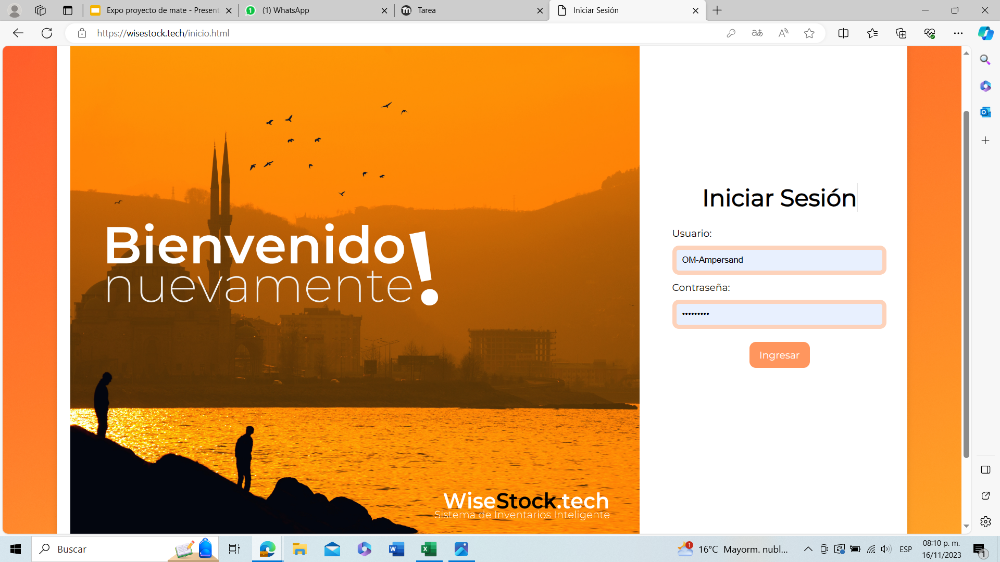 Expo proyecto de mate - Present
(1) WhatsApp
Tarea
Iniciar Sesión
https://wisestock.tech/inicio.html
Bienvenido
nuevamente!
WiseStock.tech
Sistema de Inventarios Inteligente
Iniciar Sesión
Usuario:
OM-Ampersand
Contraseña:
•••••••••
Ingresar
Buscar
1
16°C Mayorm. nubl...
ESP
08:10 p. m.
16/11/2023
1